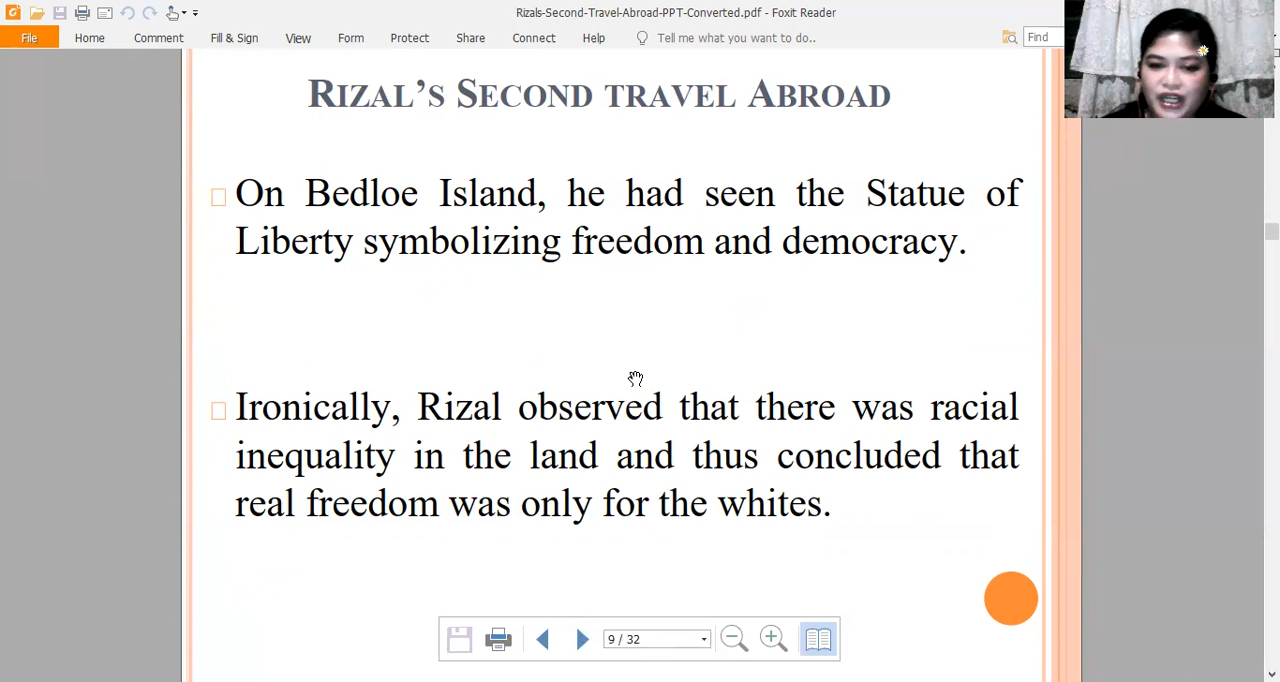 Rizals-Second-Travel-Abroad-PPT-Converted.pdf - Foxit Reader
File Home Comment Fill & Sign View Form Protect Share Connect Help Tell me what you want to do.. Find
RIZAL'S SECOND TRAVEL ABROAD
On Bedloe Island, he had seen the Statue of
Liberty symbolizing freedom and democracy.
Ironically, Rizal observed that there was racial
inequality in the land and thus concluded that
real freedom was only for the whites.
9 / 32